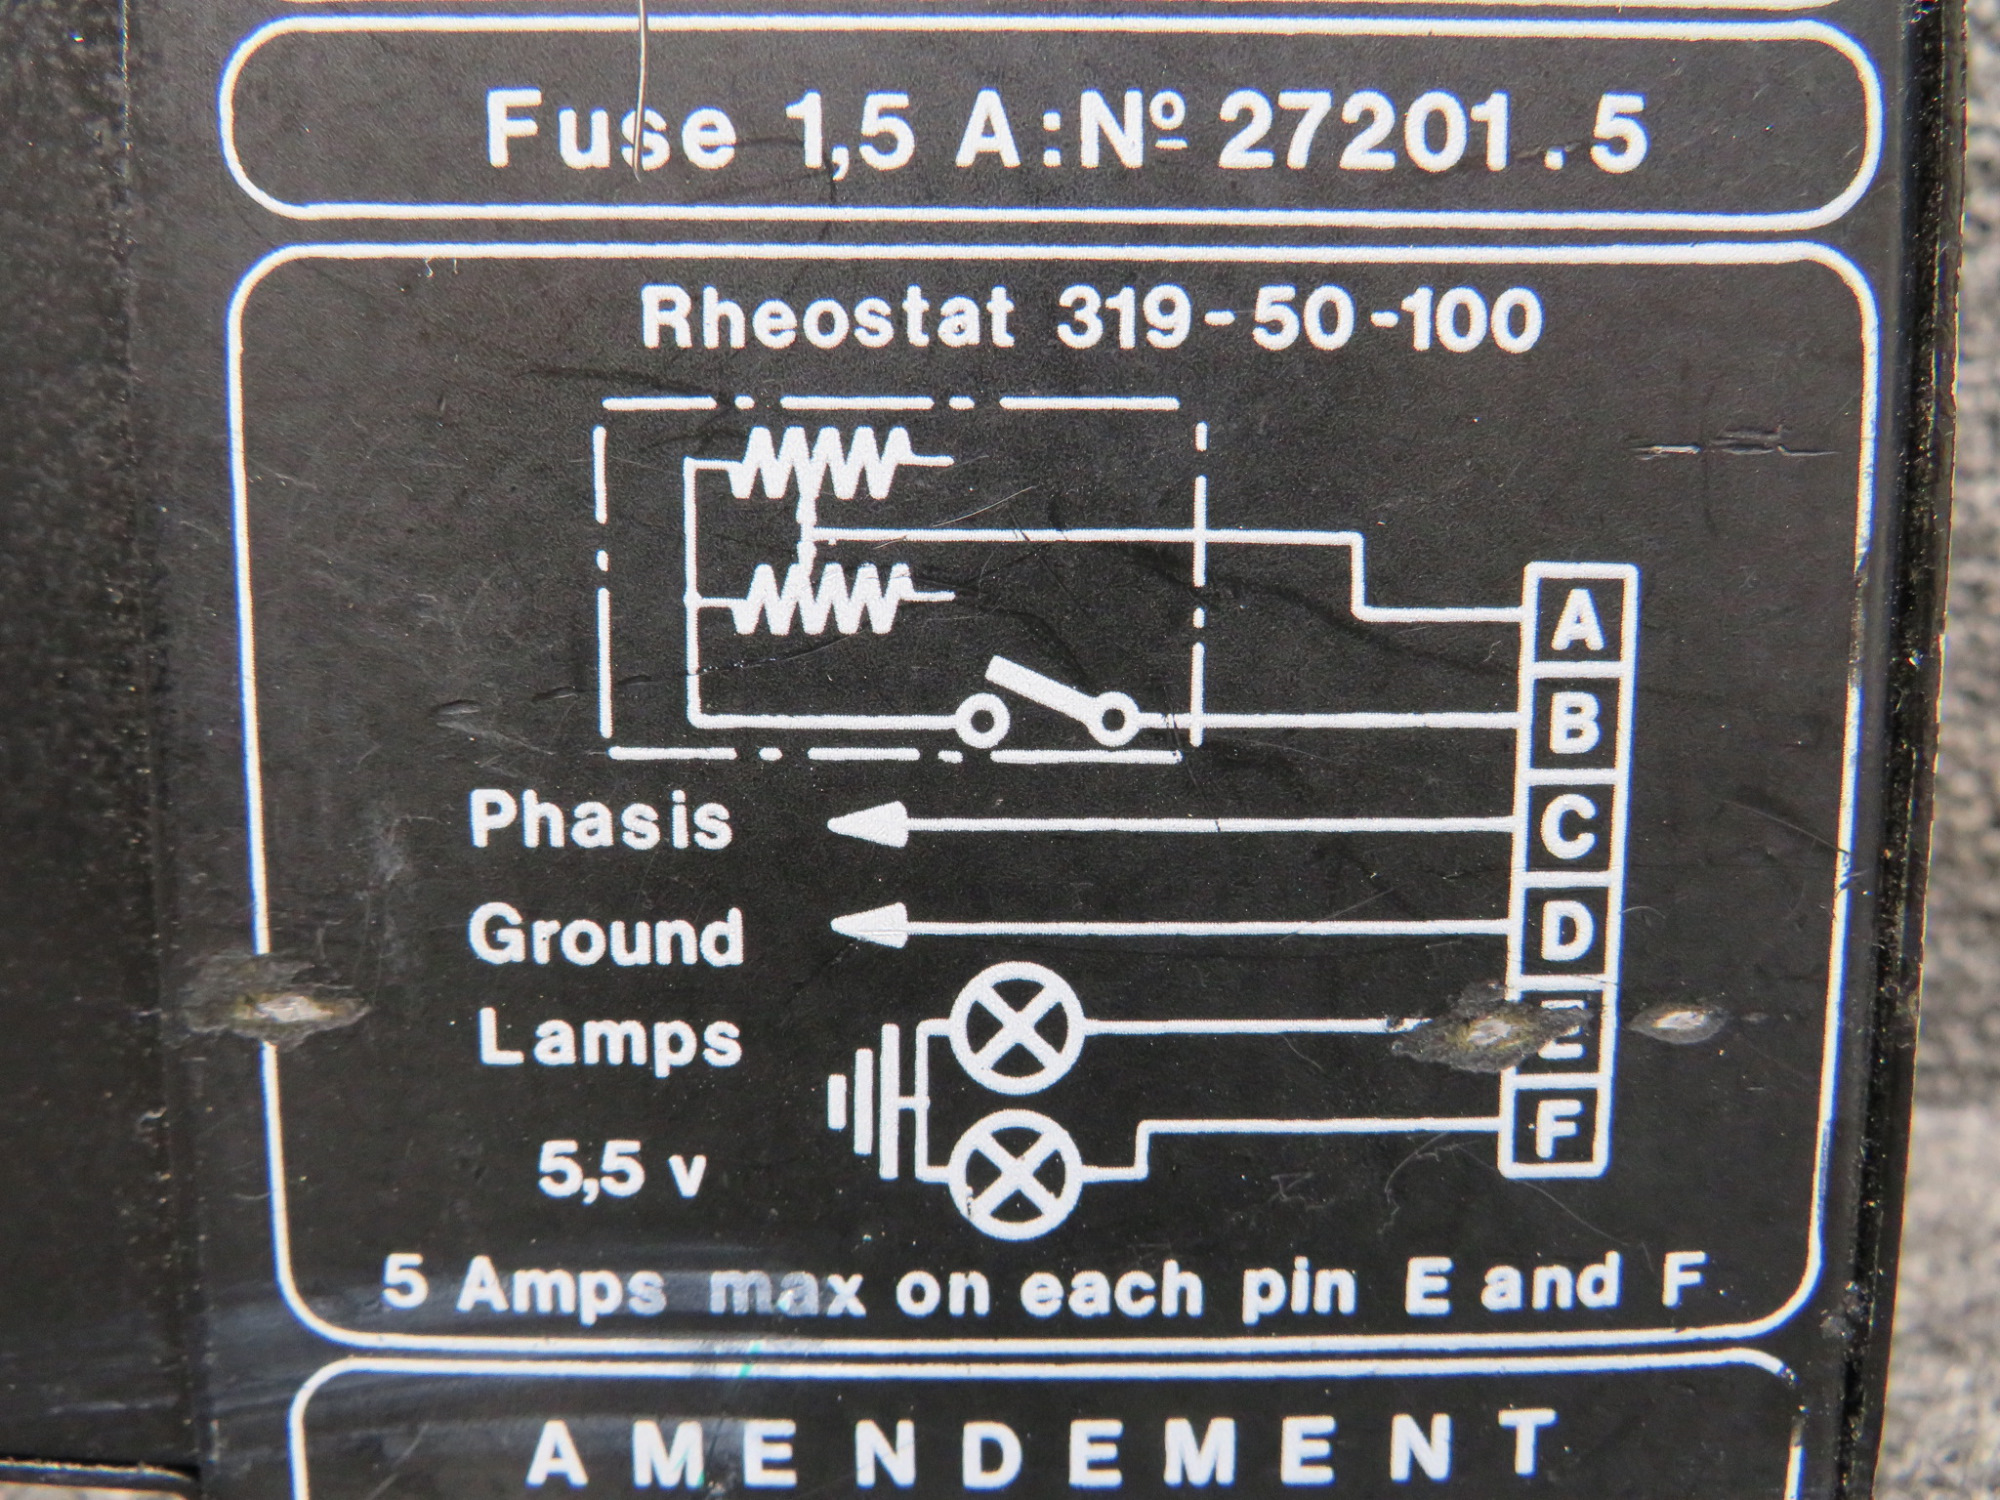 Fuse 1,5 A:Nº 27201.5
Rheostat 319-50-100
A
B
Phasis C
Ground D
Lamps E
5,5 v F
5 Amps max on each pin E and F
AMENDEMENT